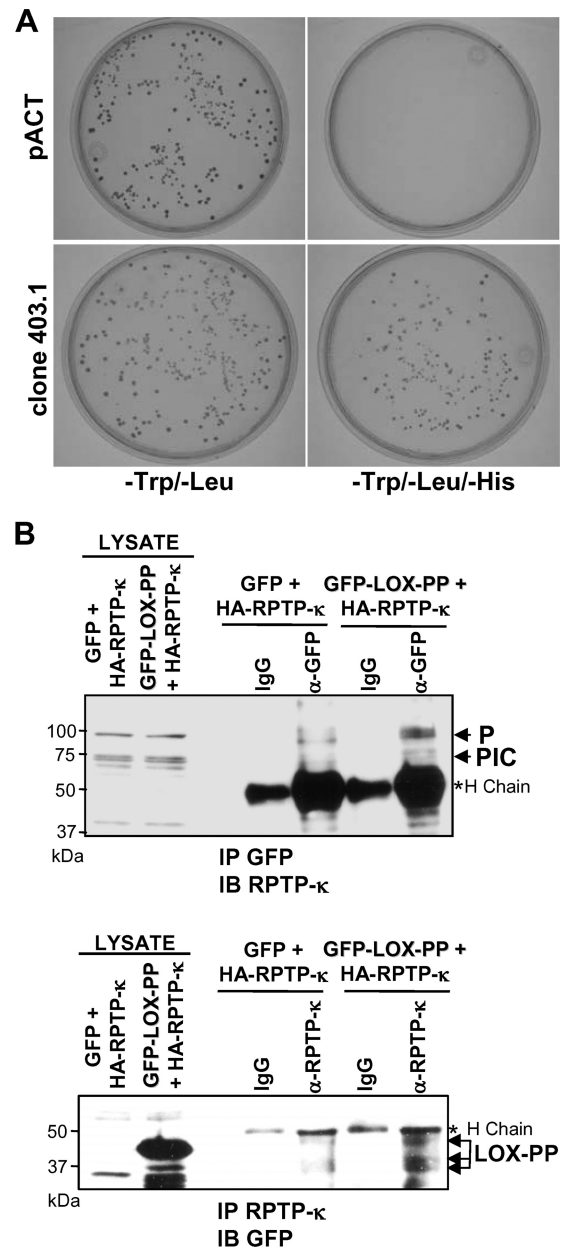 A
pACT
clone 403.1
-Trp/-Leu
-Trp/-Leu/-His
B
LYSATE
GFP +
HA-RPTP-κ
GFP-LOX-PP
+ HA-RPTP-κ
GFP +
HA-RPTP-κ
GFP-LOX-PP +
HA-RPTP-κ
IgG
α-GFP
IgG
α-GFP
100
75
50
37
kDa
P
PIC
*H Chain
IP GFP
IB RPTP-κ
LYSATE
GFP +
HA-RPTP-κ
GFP-LOX-PP
+ HA-RPTP-κ
GFP +
HA-RPTP-κ
GFP-LOX-PP +
HA-RPTP-κ
IgG
α-RPTP-κ
IgG
α-RPTP-κ
50
37
kDa
* H Chain
LOX-PP
IP RPTP-κ
IB GFP